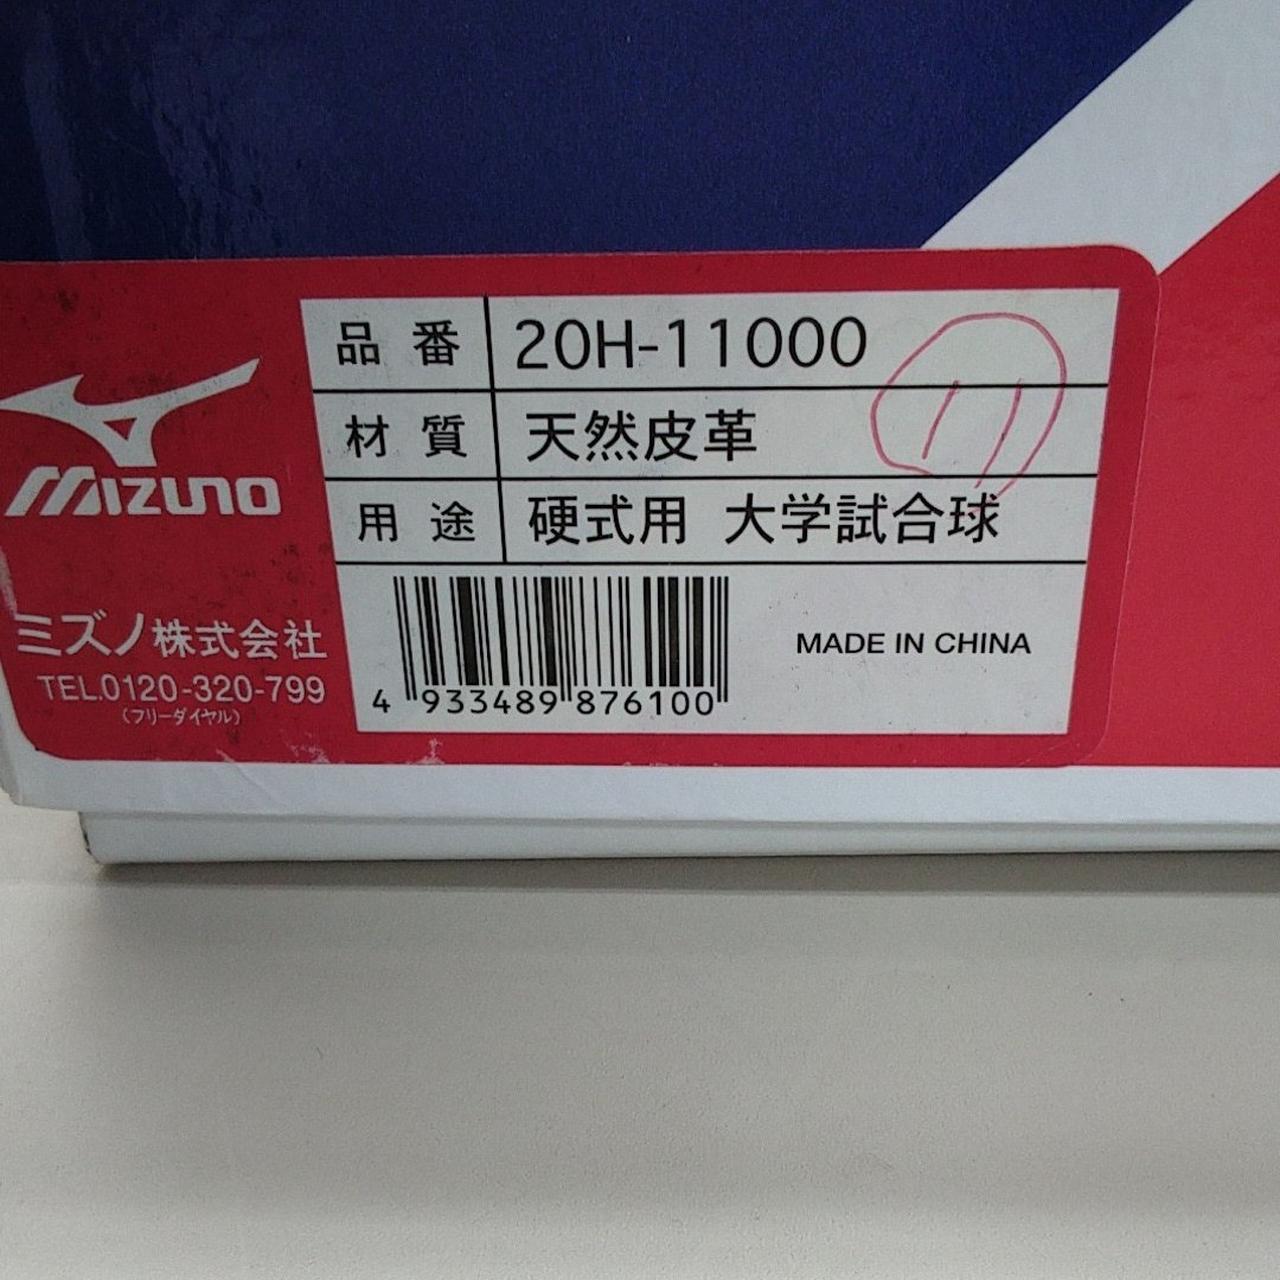 品番 20H-11000
材質 天然皮革
用途 硬式用 大学試合球
11
MIZUNO
ミズノ株式会社
TEL.0120-320-799
(フリーダイヤル)
MADE IN CHINA
4 933489 876100